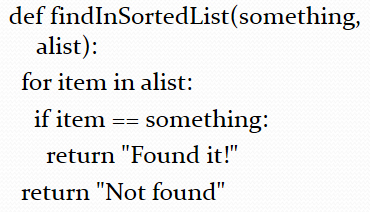 def findInSortedList(something,
alist):
for item in alist:
if item == something:
return "Found it!"
return "Not found"